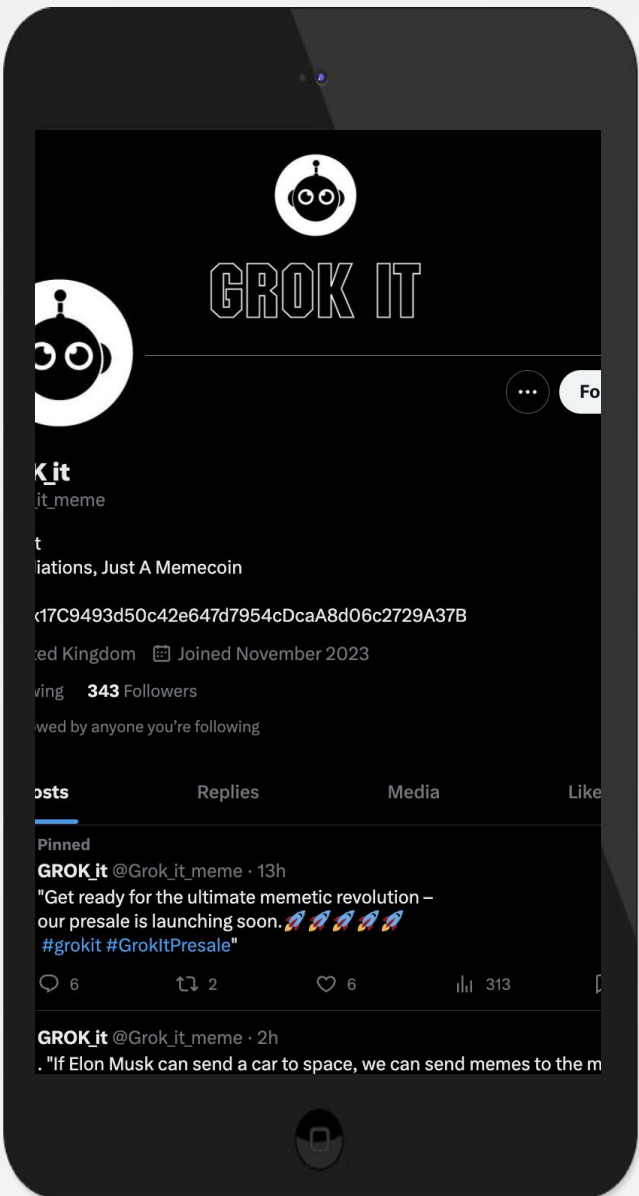 GROK IT
Fo
K_it
it_meme
t
iations, Just A Memecoin
x17C9493d50c42e647d7954cDcaA8d06c2729A37B
ted Kingdom Joined November 2023
wing 343 Followers
owed by anyone you're following
osts Replies Media Like
Pinned
GROK_it @Grok_it_meme · 13h
"Get ready for the ultimate memetic revolution –
our presale is launching soon.🚀🚀🚀🚀🚀
#grokit #GrokItPresale"
6 2 6 313
GROK_it @Grok_it_meme · 2h
. "If Elon Musk can send a car to space, we can send memes to the m